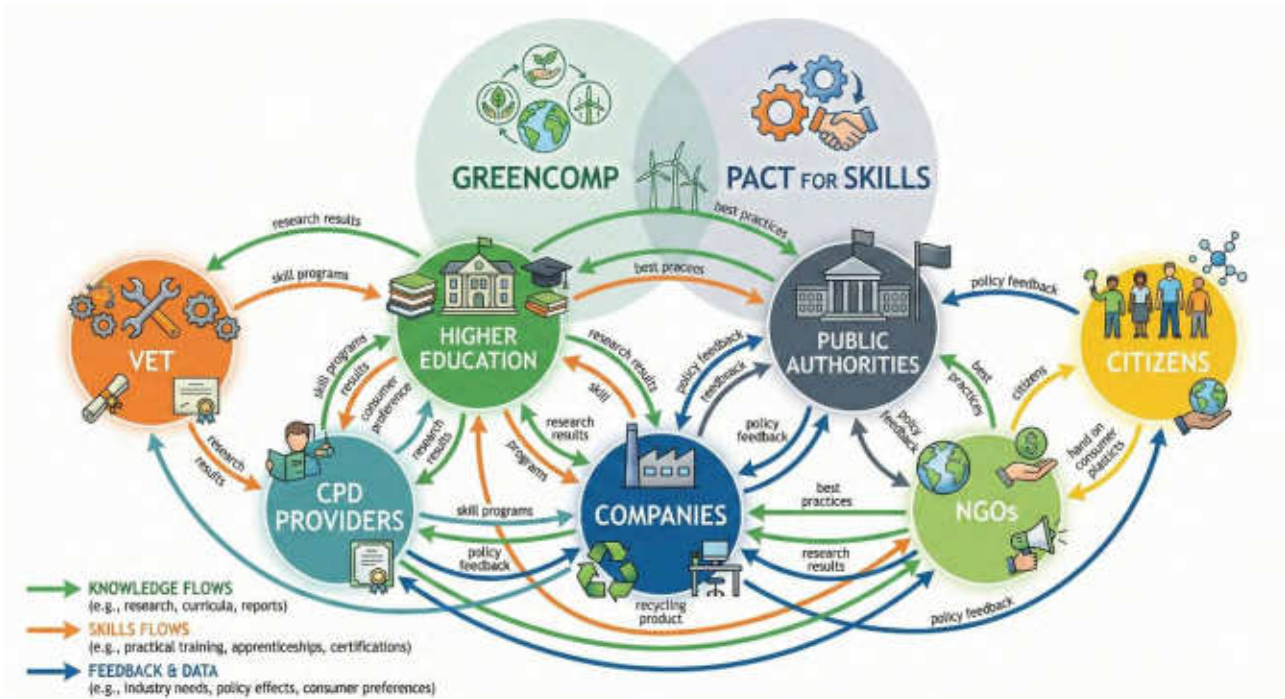 GREENCOMP
PACT FOR SKILLS
research results
best practices
skill programs
best pracices
policy feedback
VET
HIGHER
EDUCATION
PUBLIC
AUTHORITIES
CITIZENS
skill programs
results
consumer
preference
research
results
research
results
research results
skill
research
results
programs
policy feedback
feedback
policy
feedback
policy
feedback
best
practices
citizens
hand on
consumer
plasticts
research
results
CPD
PROVIDERS
skill programs
policy
feedback
COMPANIES
best
practices
research
results
NGOs
recycling
product
policy feedback
KNOWLEDGE FLOWS
(e.g., research, curricula, reports)
SKILLS FLOWS
(e.g., practical training, apprenticeships, certifications)
FEEDBACK & DATA
(e.g., industry needs, policy effects, consumer preferences)